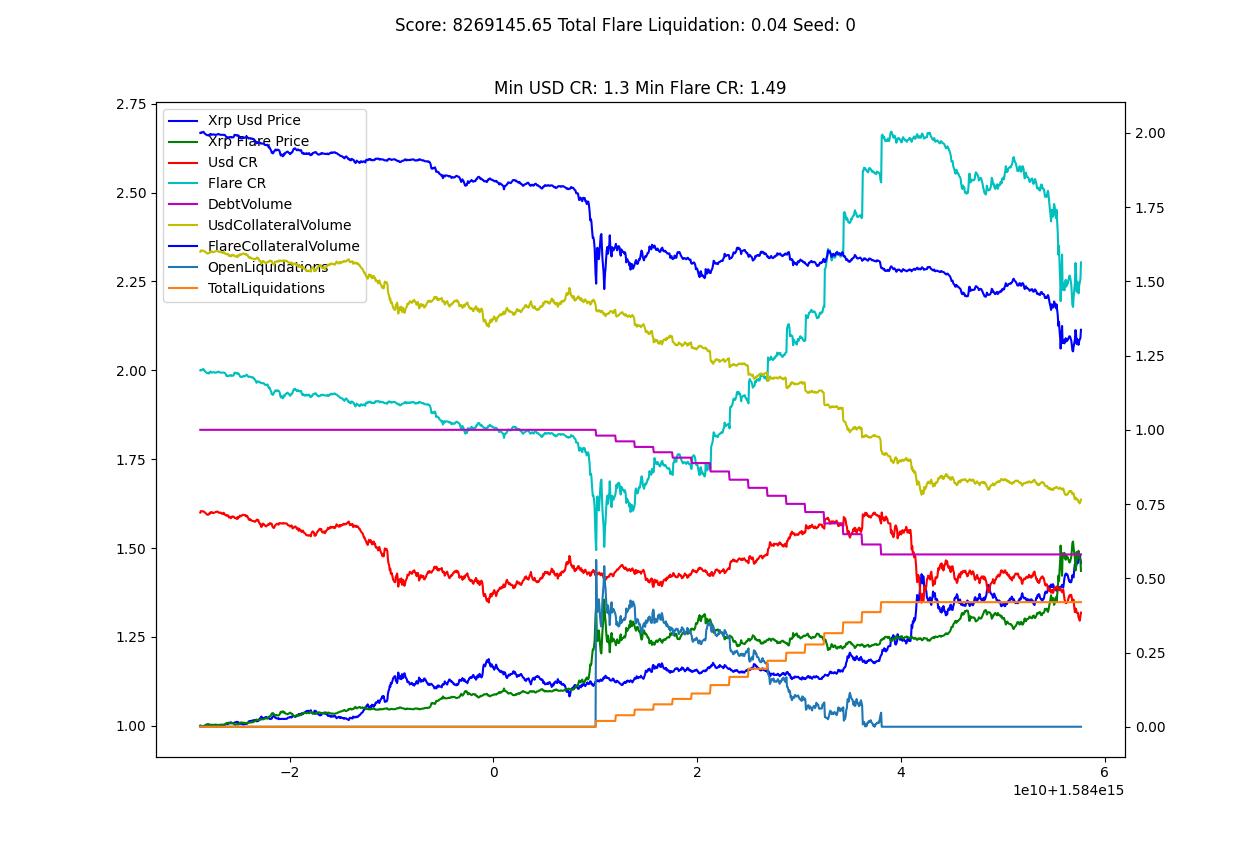 Score: 8269145.65 Total Flare Liquidation: 0.04 Seed: 0
Min USD CR: 1.3 Min Flare CR: 1.49
Xrp Usd Price
Xrp Flare Price
Usd CR
Flare CR
DebtVolume
UsdCollateralVolume
FlareCollateralVolume
OpenLiquidations
TotalLiquidations
2.75
2.50
2.25
2.00
1.75
1.50
1.25
1.00
2.00
1.75
1.50
1.25
1.00
0.75
0.50
0.25
0.00
−2 0 2 4 6
1e10+1.584e15